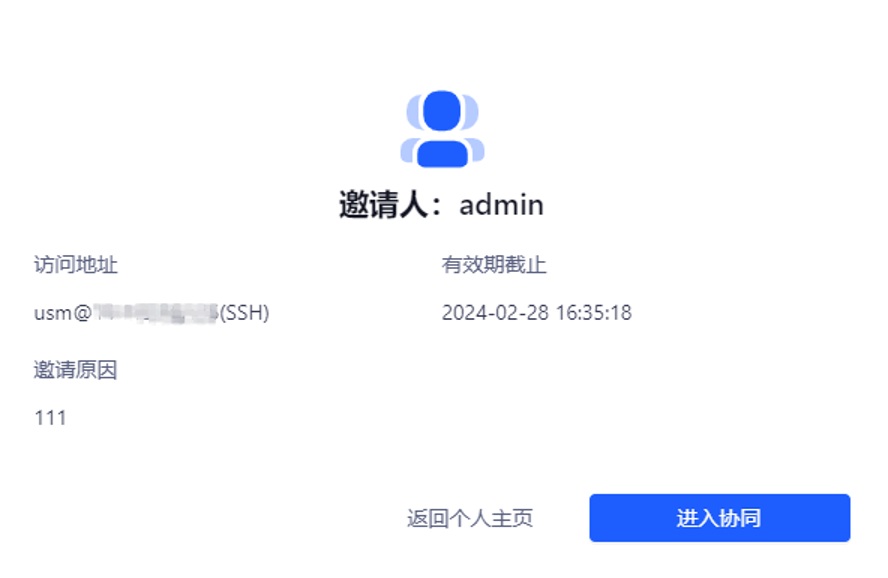 邀请人：admin
访问地址 有效期截止
usm@ (SSH) 2024-02-28 16:35:18
邀请原因
111
返回个人主页 进入协同